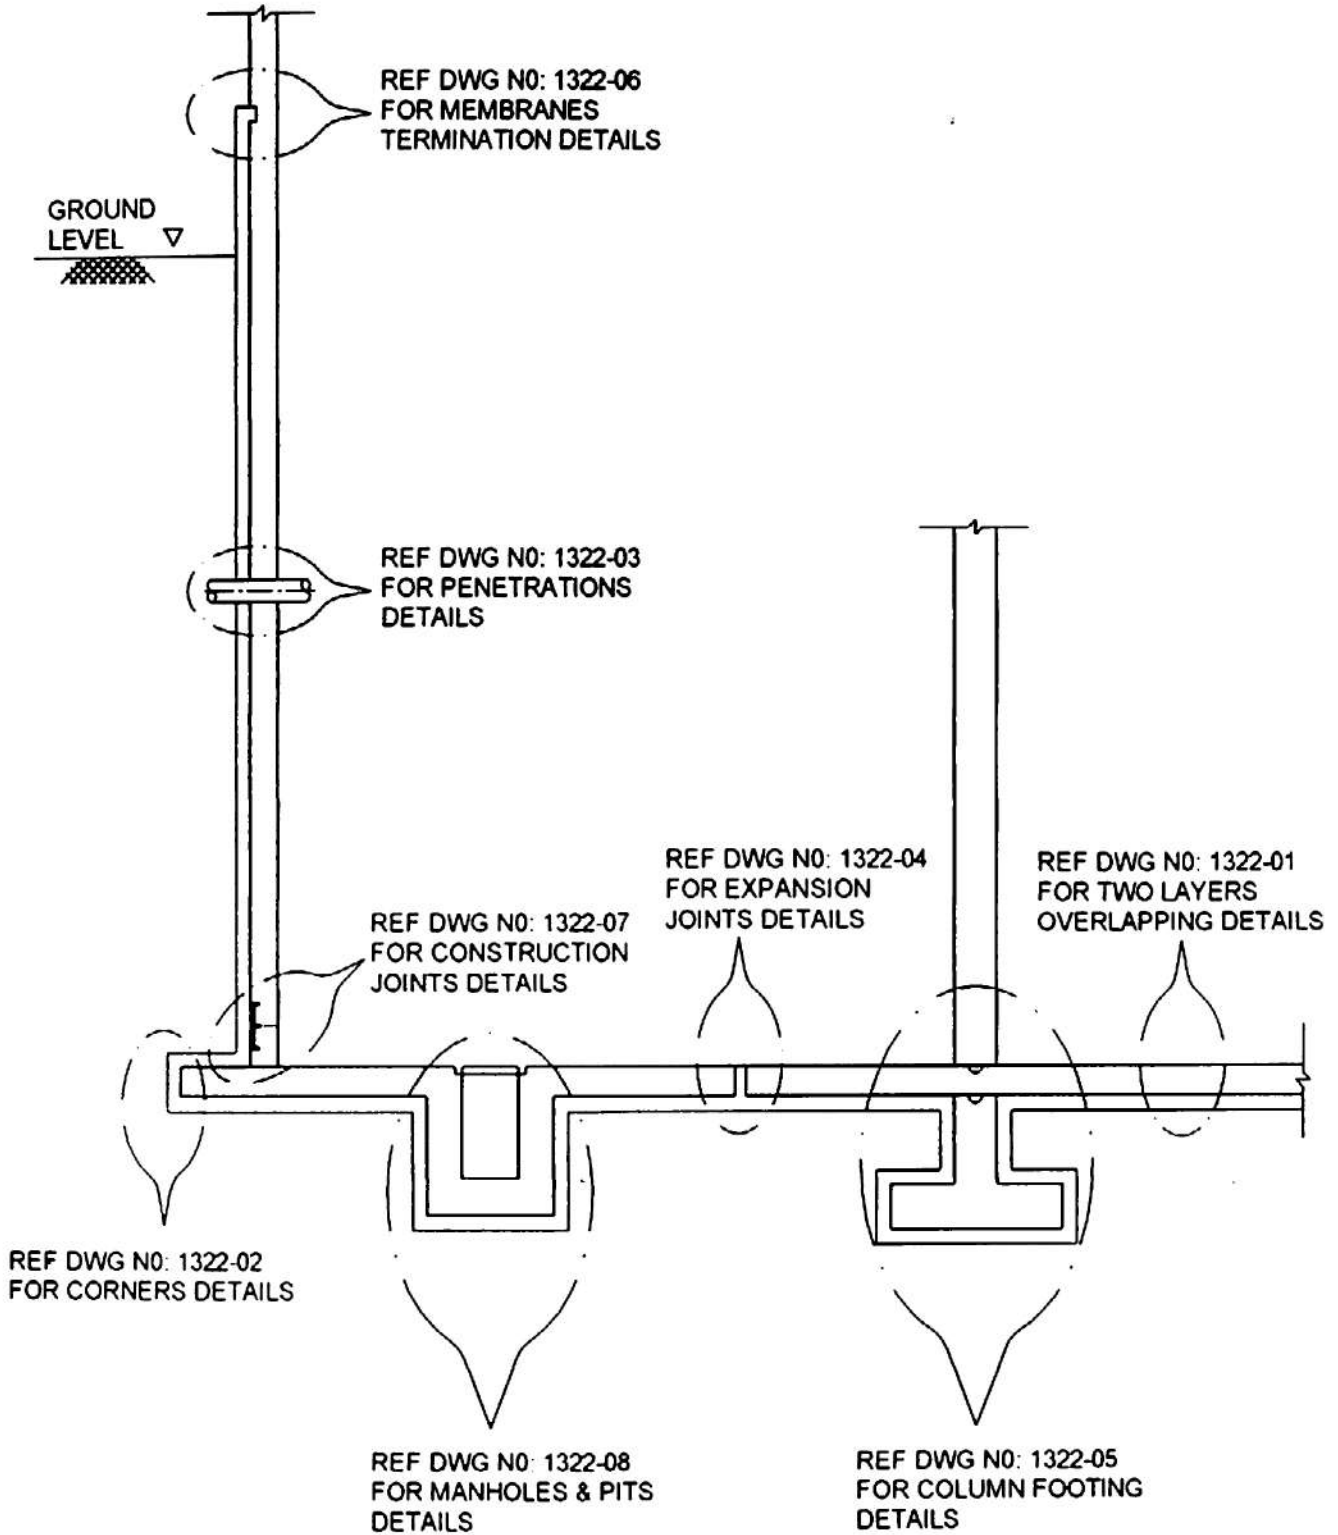 REF DWG N0: 1322-06
FOR MEMBRANES
TERMINATION DETAILS
GROUND
LEVEL
REF DWG N0: 1322-03
FOR PENETRATIONS
DETAILS
REF DWG N0: 1322-04
FOR EXPANSION
JOINTS DETAILS
REF DWG N0: 1322-01
FOR TWO LAYERS
OVERLAPPING DETAILS
REF DWG N0: 1322-07
FOR CONSTRUCTION
JOINTS DETAILS
REF DWG N0: 1322-02
FOR CORNERS DETAILS
REF DWG N0: 1322-08
FOR MANHOLES & PITS
DETAILS
REF DWG N0: 1322-05
FOR COLUMN FOOTING
DETAILS